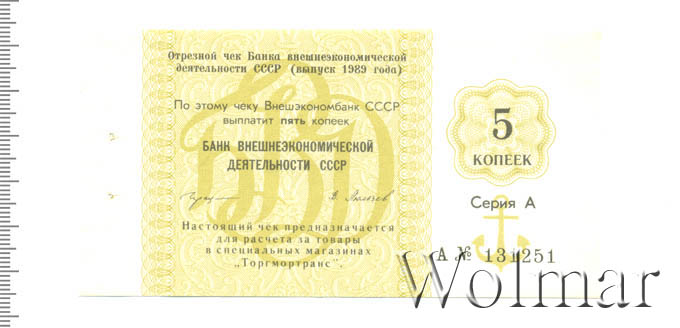 Отрезной чек Банка внешнеэкономической
деятельности СССР (выпуск 1989 года)
По этому чеку Внешэкономбанк СССР
выплатит пять копеек
БАНК ВНЕШНЕЭКОНОМИЧЕСКОЙ
ДЕЯТЕЛЬНОСТИ СССР
Настоящий чек предназначается
для расчета за товары
в специальных магазинах
„Торгмортранс".
5
КОПЕЕК
Серия А
А № 131251
Wolmar